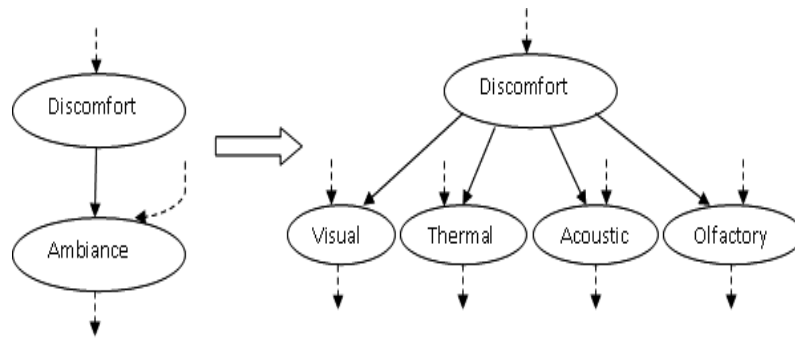 Discomfort
Ambiance
Discomfort
Visual
Thermal
Acoustic
Olfactory